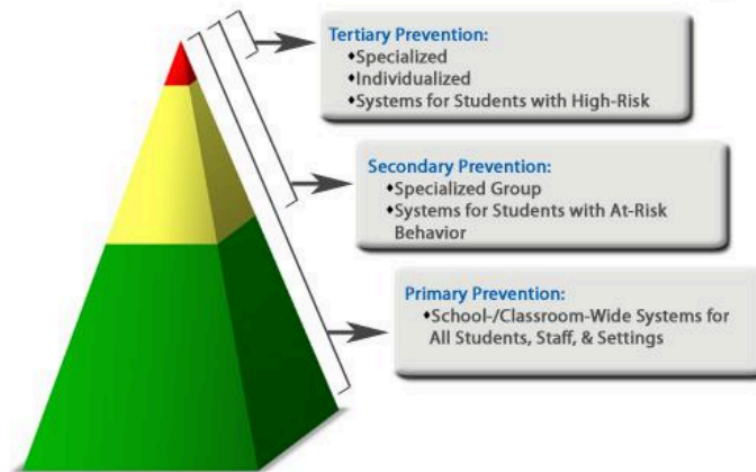 Tertiary Prevention:
♦Specialized
♦Individualized
♦Systems for Students with High-Risk
Secondary Prevention:
♦Specialized Group
♦Systems for Students with At-Risk
Behavior
Primary Prevention:
♦School-/Classroom-Wide Systems for
All Students, Staff, & Settings